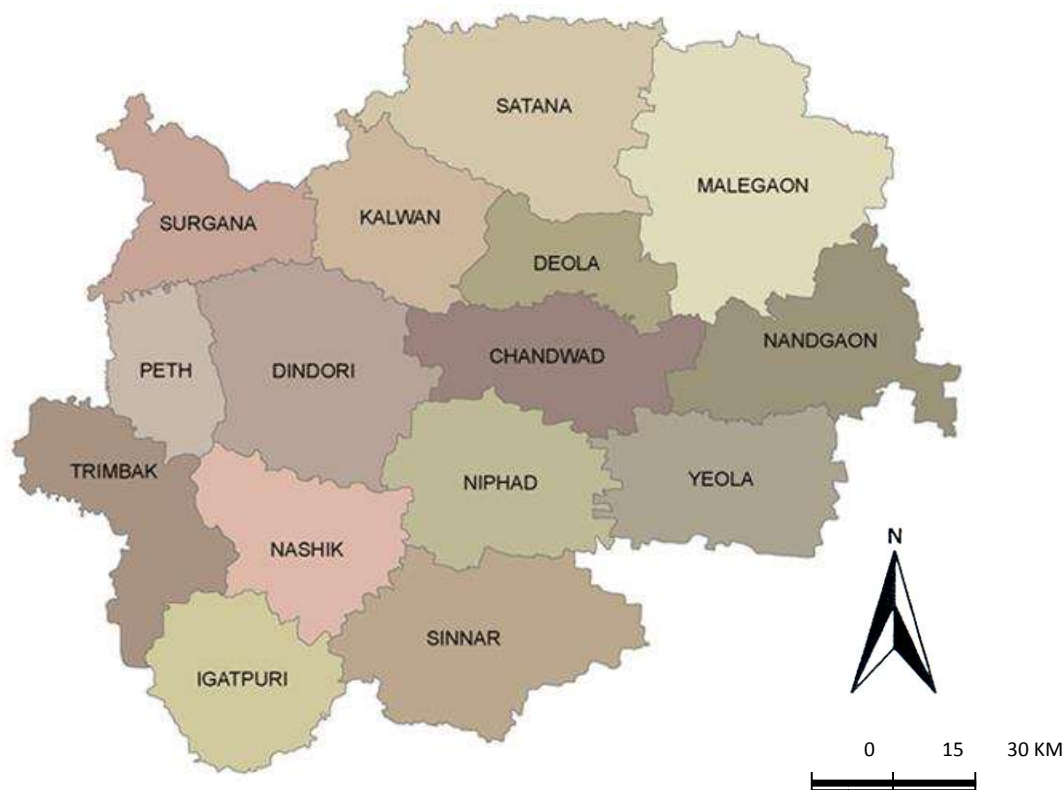 SATANA
MALEGAON
KALWAN
SURGANA
DEOLA
NANDGAON
CHANDWAD
PETH
DINDORI
TRIMBAK
NIPHAD
YEOLA
NASHIK
N
SINNAR
IGATPURI
0 15 30 KM